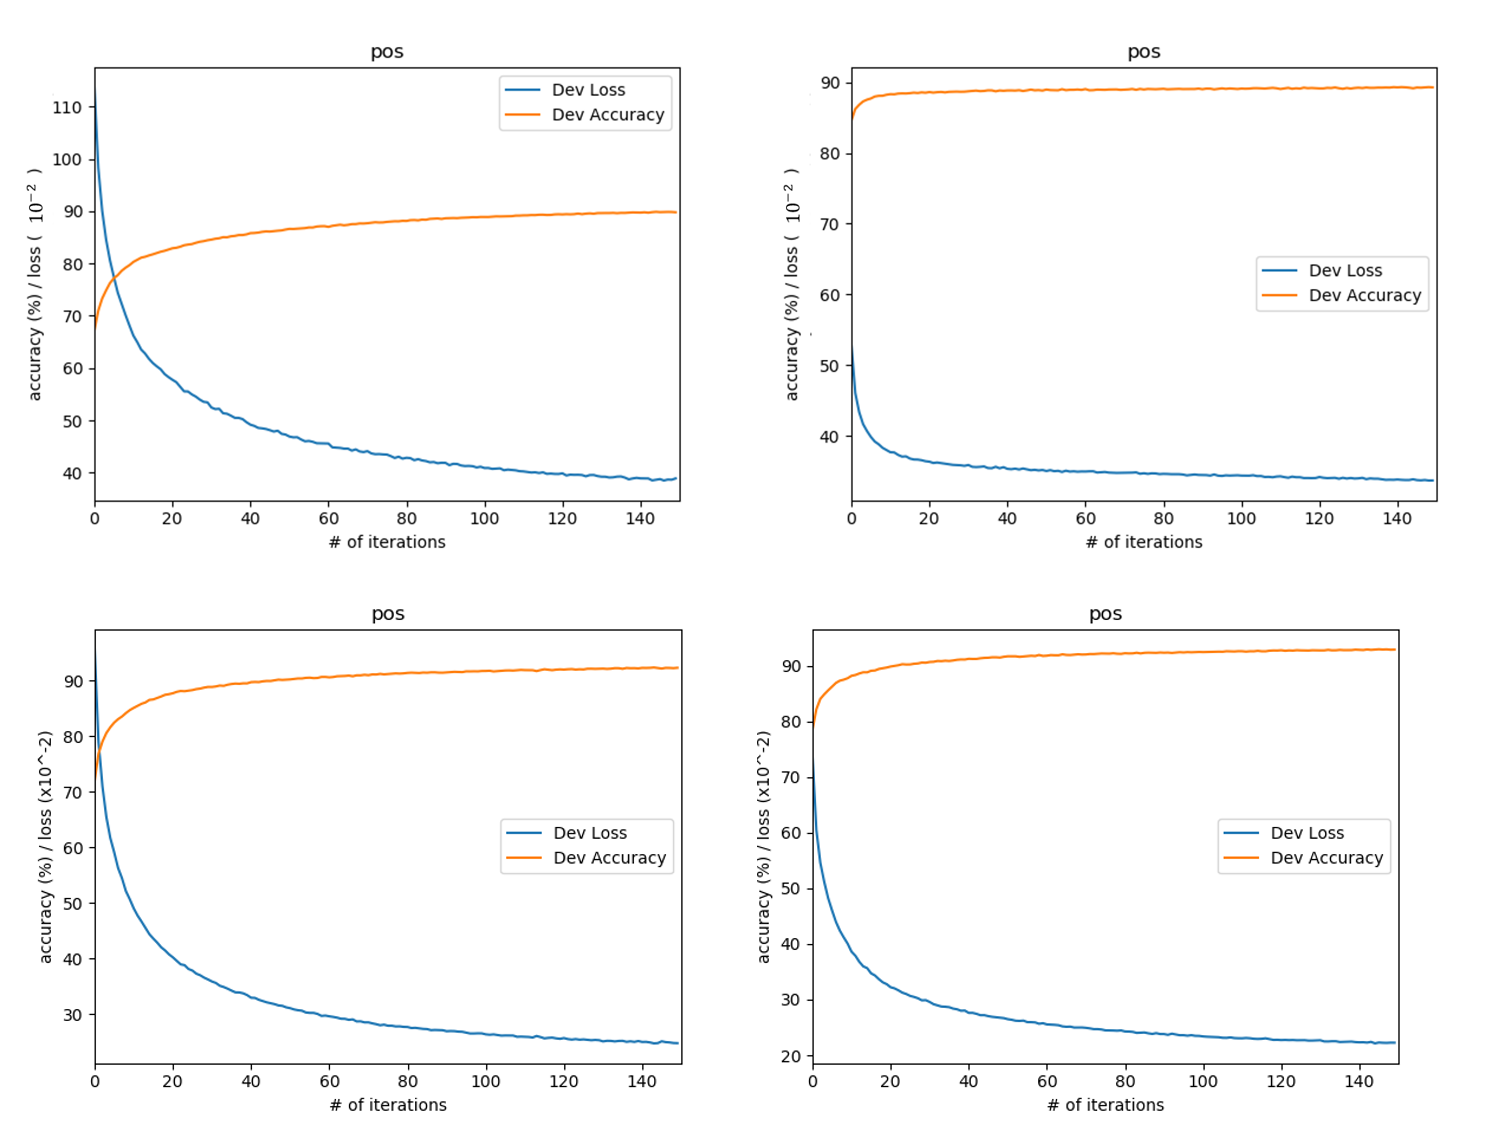 pos
accuracy (%) / loss ( 10⁻² )
110
100
90
80
70
60
50
40
0 20 40 60 80 100 120 140
# of iterations
Dev Loss
Dev Accuracy
pos
accuracy (%) / loss ( 10⁻² )
90
80
70
60
50
40
0 20 40 60 80 100 120 140
# of iterations
Dev Loss
Dev Accuracy
pos
accuracy (%) / loss (x10^-2)
90
80
70
60
50
40
30
0 20 40 60 80 100 120 140
# of iterations
Dev Loss
Dev Accuracy
pos
accuracy (%) / loss (x10^-2)
90
80
70
60
50
40
30
20
0 20 40 60 80 100 120 140
# of iterations
Dev Loss
Dev Accuracy